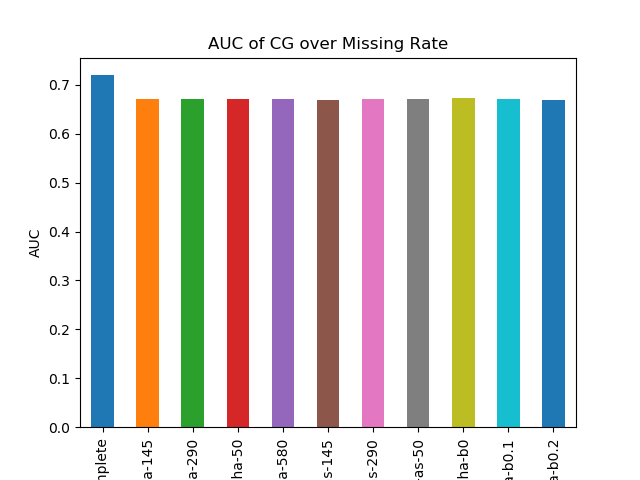 AUC of CG over Missing Rate
AUC
0.7
0.6
0.5
0.4
0.3
0.2
0.1
0.0
mplete
a-145
a-290
ha-50
a-580
s-145
s-290
-as-50
ha-b0
a-b0.1
a-b0.2